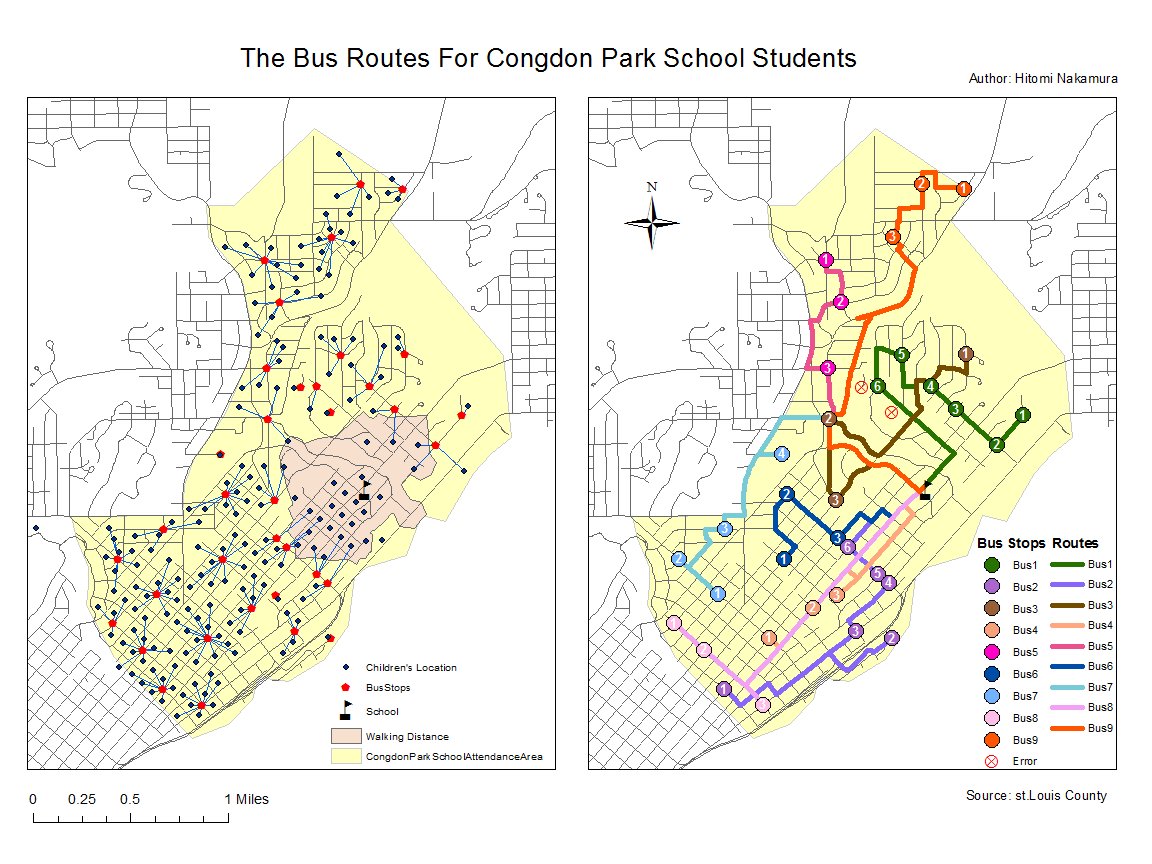 The Bus Routes For Congdon Park School Students
Author: Hitomi Nakamura
Children's Location
BusStops
School
Walking Distance
CongdonParkSchoolAttendanceArea
0 0.25 0.5 1 Miles
N
2 1
3
1
2
5 1
3 4
6
3 1
2
2
4
2
3
3
3
1 6
2
5
4
1
3
2
1
3
1
2
2
1
1
Bus Stops Routes
Bus1 Bus1
Bus2 Bus2
Bus3 Bus3
Bus4 Bus4
Bus5 Bus5
Bus6 Bus6
Bus7 Bus7
Bus8 Bus8
Bus9 Bus9
Error
Source: st.Louis County